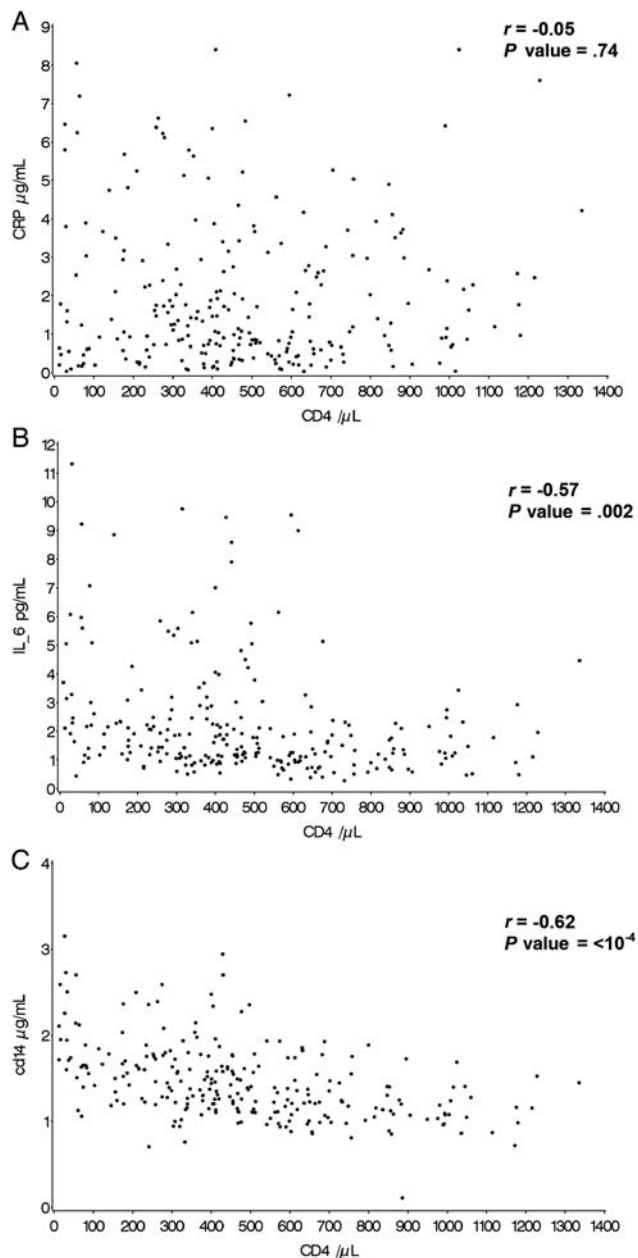 A
r = -0.05
P value = .74
9
8
7
6
5
4
3
2
1
0
CRP µg/mL
0 100 200 300 400 500 600 700 800 900 1000 1100 1200 1300 1400
CD4 /µL
B
r = -0.57
P value = .002
12
11
10
9
8
7
6
5
4
3
2
1
0
IL_6 pg/mL
0 100 200 300 400 500 600 700 800 900 1000 1100 1200 1300 1400
CD4 /µL
C
r = -0.62
P value = <10⁻⁴
4
3
2
1
0
cd14 µg/mL
0 100 200 300 400 500 600 700 800 900 1000 1100 1200 1300 1400
CD4 /µL